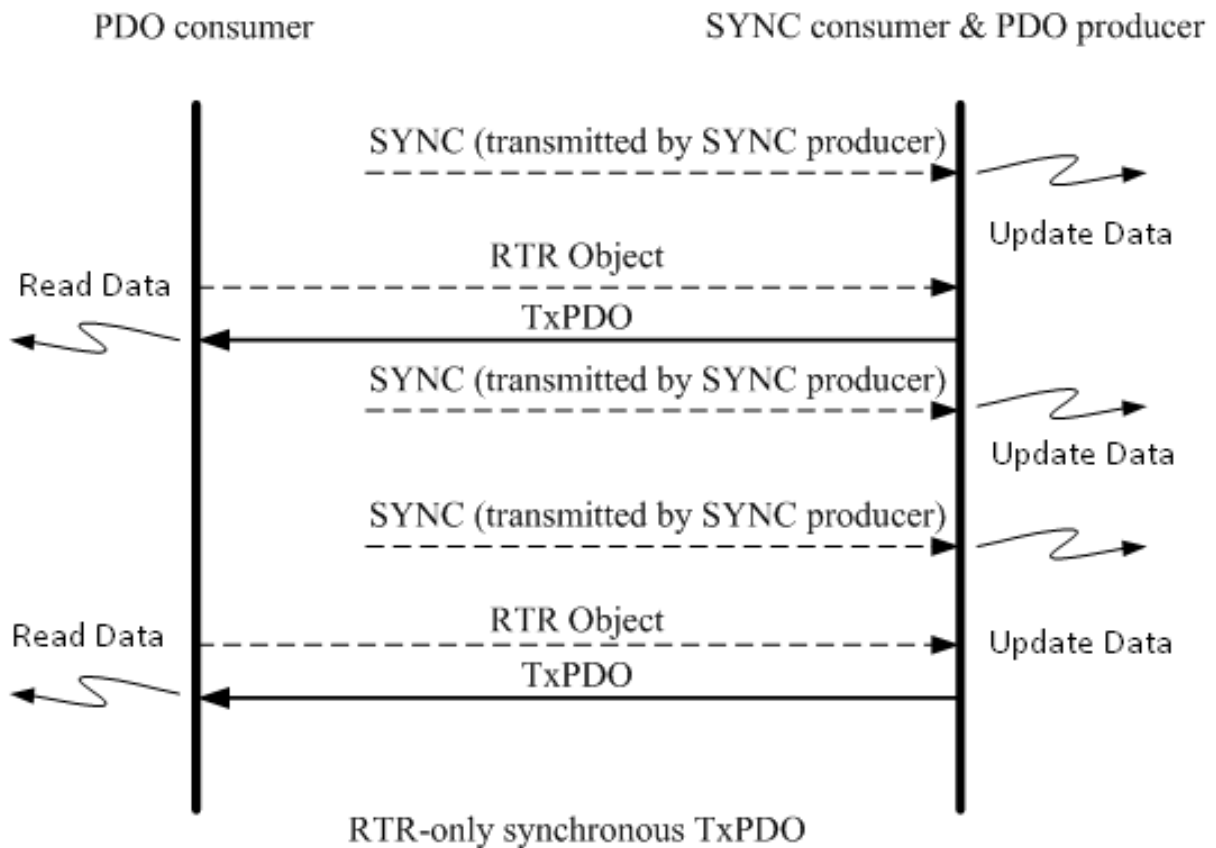 PDO consumer
SYNC consumer & PDO producer
SYNC (transmitted by SYNC producer)
Update Data
RTR Object
Read Data
TxPDO
SYNC (transmitted by SYNC producer)
Update Data
SYNC (transmitted by SYNC producer)
RTR Object
Read Data
Update Data
TxPDO
RTR-only synchronous TxPDO